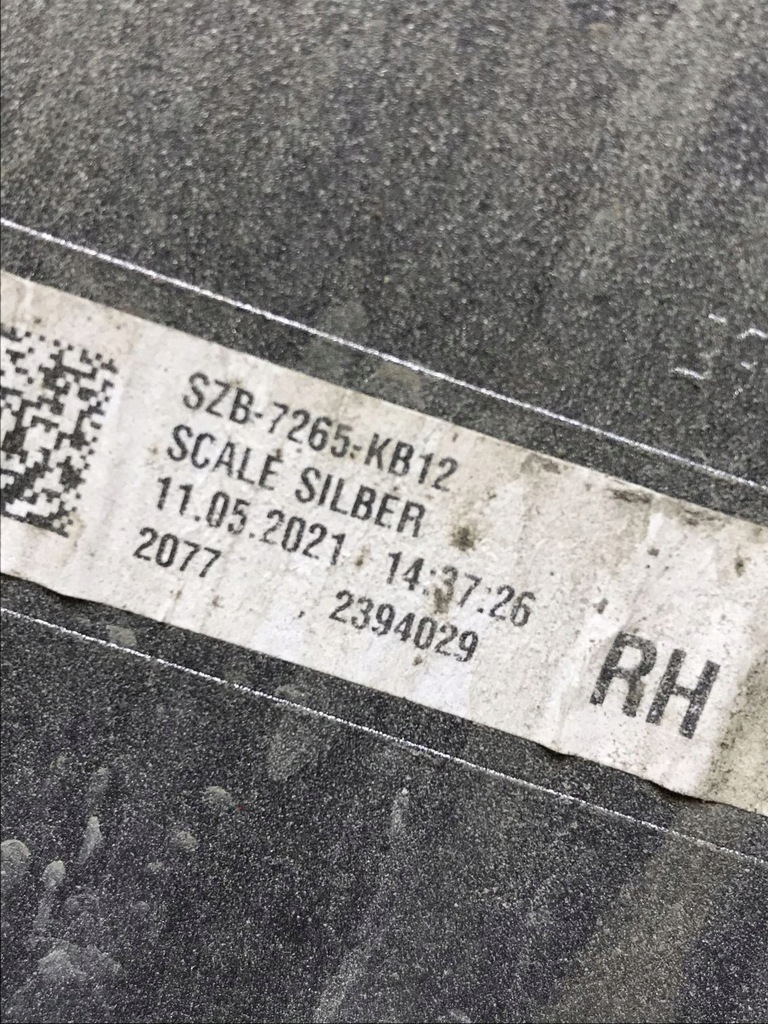 SZB-7265-KB12
SCALE SILBER
11.05.2021 14:37:26
2077 2394029
RH